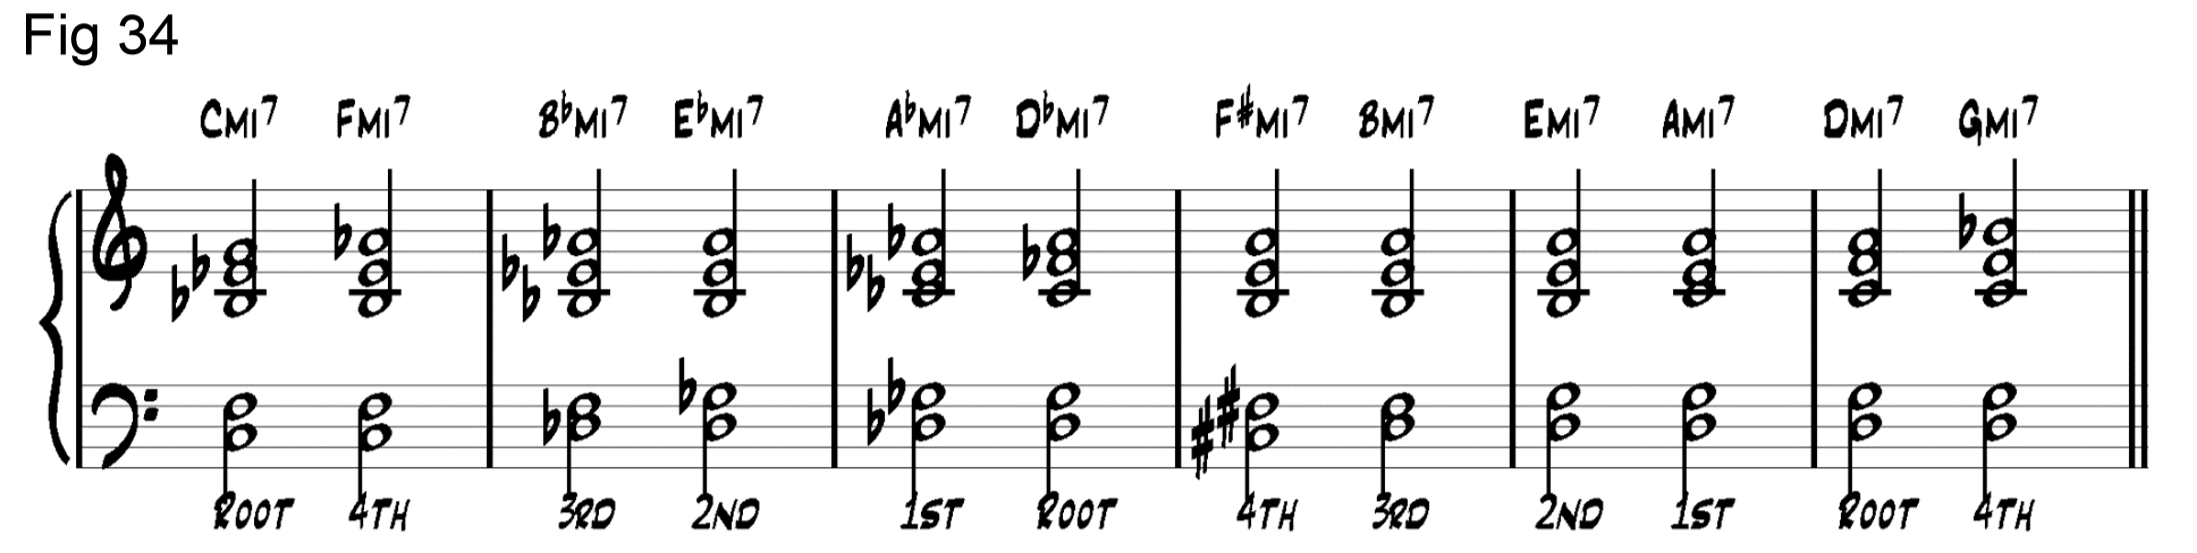 Fig 34
CMI7 FMI7 B♭MI7 E♭MI7 A♭MI7 D♭MI7 F#MI7 BMI7 EMI7 AMI7 DMI7 GMI7
ROOT 4TH 3RD 2ND 1ST ROOT 4TH 3RD 2ND 1ST ROOT 4TH